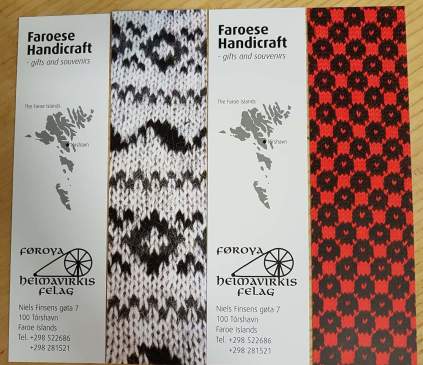 Faroese
Handicraft
- gifts and souvenirs
The Faroe Islands
Tórshavn
FØROYA
HEIMAVIRKIS
FELAG
Niels Finsens gøta 7
100 Tórshavn
Faroe Islands
Tel. +298 522686
+298 281521
Faroese
Handicraft
- gifts and souvenirs
The Faroe Islands
Tórshavn
FØROYA
HEIMAVIRKIS
FELAG
Niels Finsens gøta 7
100 Tórshavn
Faroe Islands
Tel. +298 522686
+298 281521